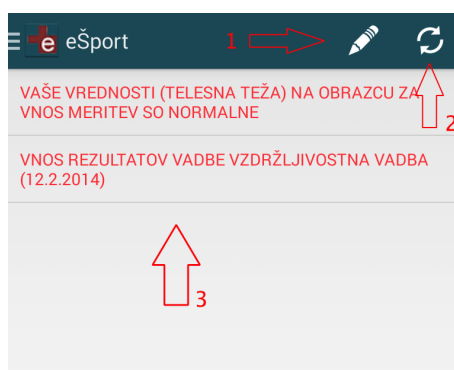 e eŠport 1
2
VAŠE VREDNOSTI (TELESNA TEŽA) NA OBRAZCU ZA
VNOS MERITEV SO NORMALNE
VNOS REZULTATOV VADBE VZDRŽLJIVOSTNA VADBA
(12.2.2014)
3